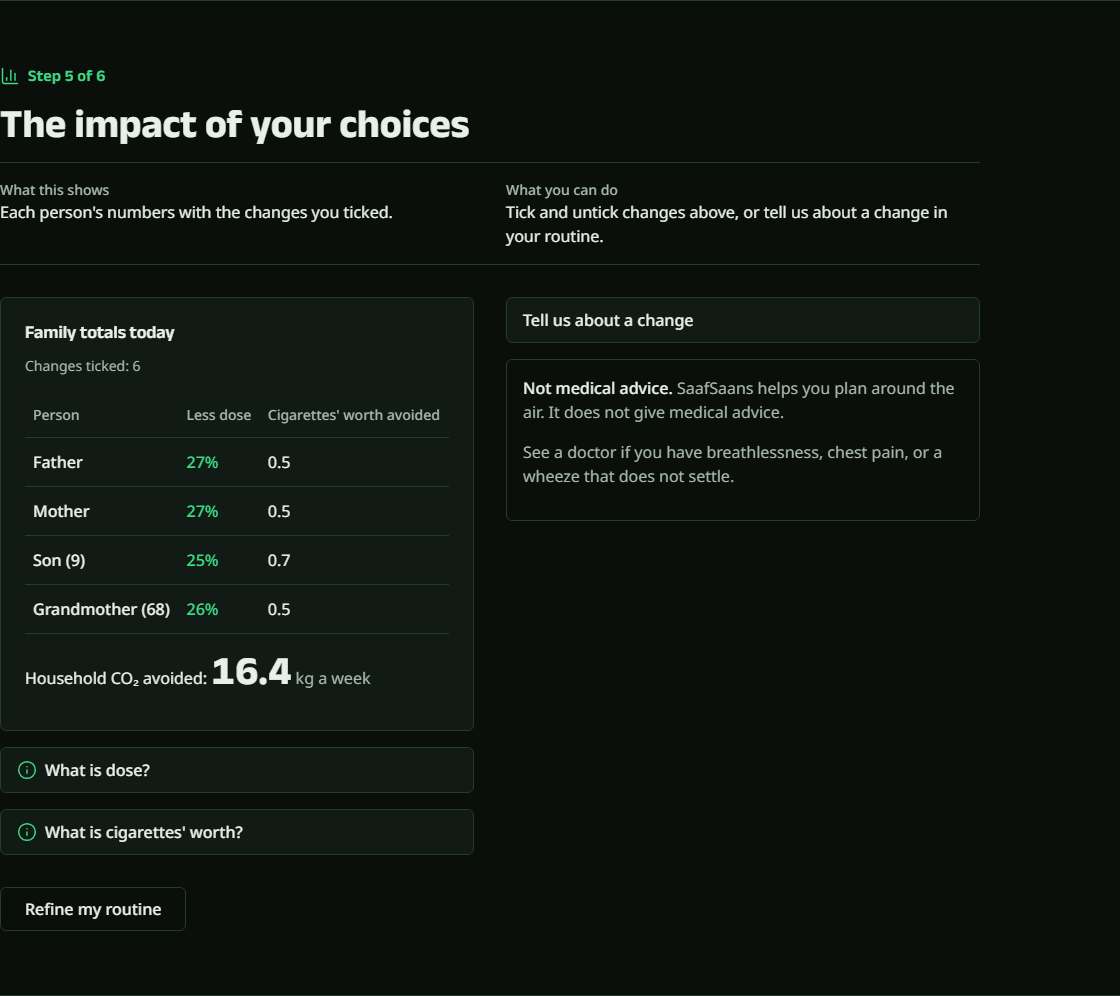 Step 5 of 6
The impact of your choices
What this shows
Each person's numbers with the changes you ticked.
What you can do
Tick and untick changes above, or tell us about a change in
your routine.
Family totals today
Changes ticked: 6
Person Less dose Cigarettes' worth avoided
Father 27% 0.5
Mother 27% 0.5
Son (9) 25% 0.7
Grandmother (68) 26% 0.5
Household CO₂ avoided: 16.4 kg a week
What is dose?
What is cigarettes' worth?
Refine my routine
Tell us about a change
Not medical advice. SaafSaans helps you plan around the
air. It does not give medical advice.
See a doctor if you have breathlessness, chest pain, or a
wheeze that does not settle.